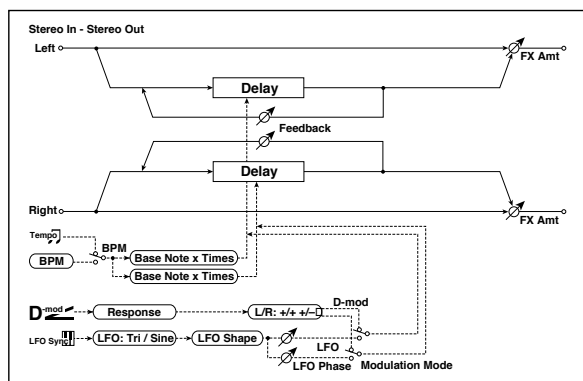 Stereo In - Stereo Out
Left
FX Amt
Delay
Feedback
Delay
Right
FX Amt
Tempo
BPM
BPM
Base Note x Times
Base Note x Times
D-mod
D-mod
Response
L/R: +/+ +/–
LFO Sync
LFO: Tri / Sine
LFO Shape
LFO
LFO Phase
Modulation Mode